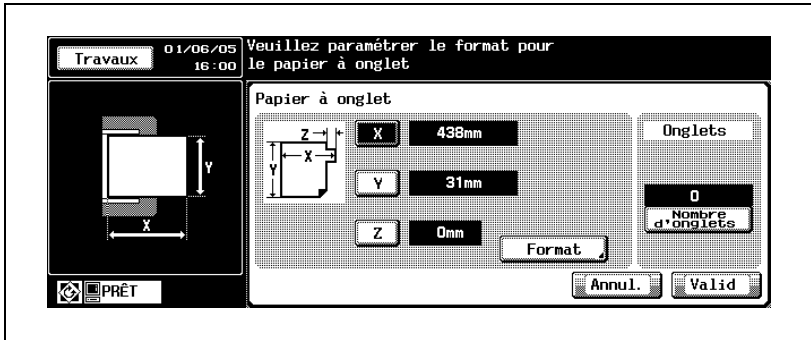 Travaux
01/06/05
16:00
Veuillez paramétrer le format pour
le papier à onglet
Papier à onglet
Z
X
Y
X
438mm
Y
31mm
Z
0mm
Format
Onglets
0
Nombre
d'onglets
Y
X
PRÊT
Annul.
Valid